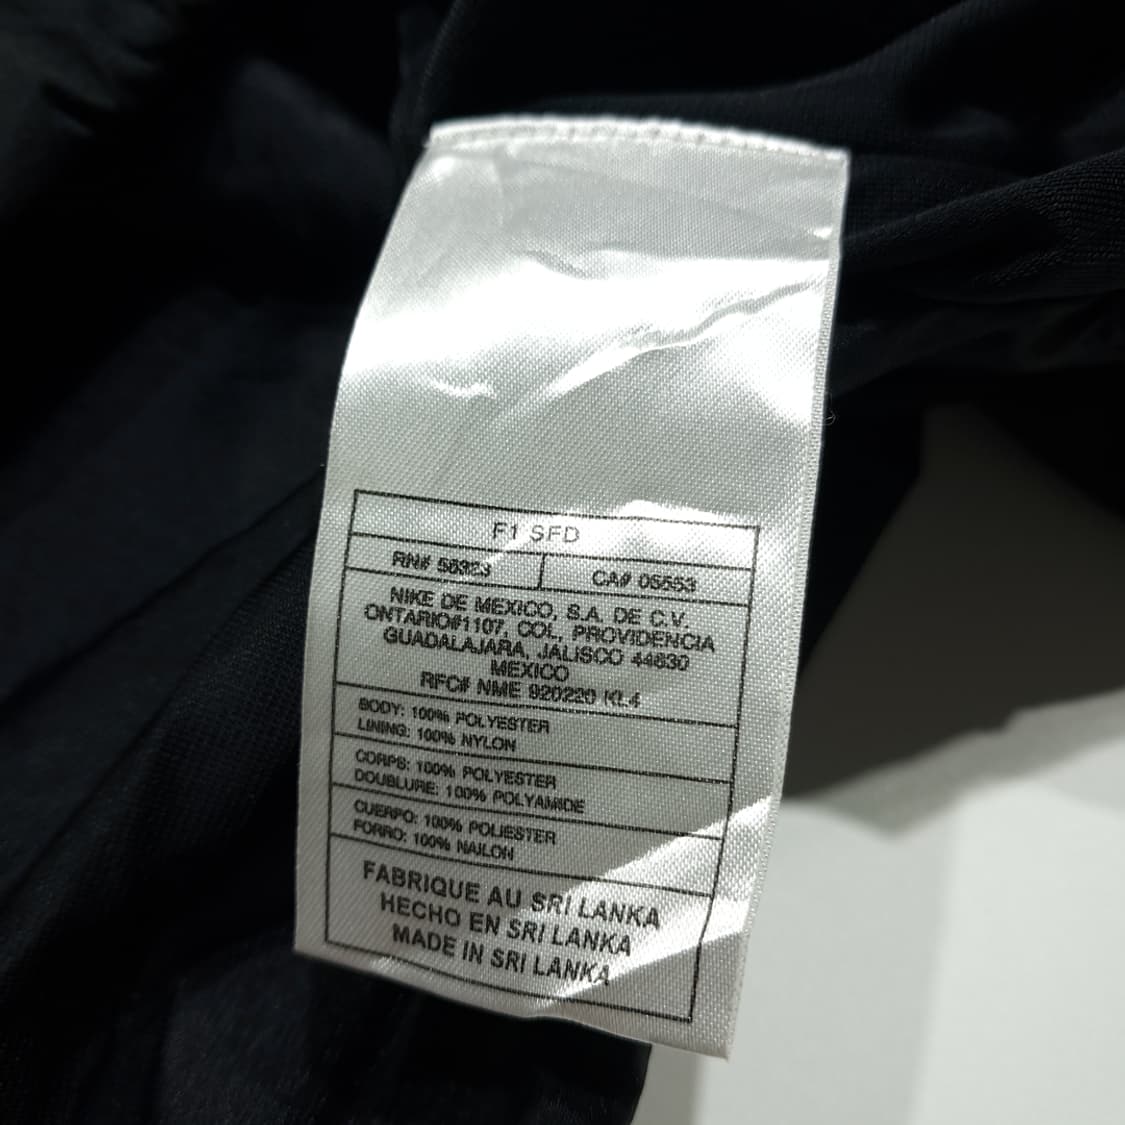 F1 SFD
RN# 56323 CA# 05553
NIKE DE MEXICO, S.A. DE C.V.
ONTARIO#1107, COL, PROVIDENCIA
GUADALAJARA, JALISCO 44630
MEXICO
RFC# NME 920220 KL4
BODY: 100% POLYESTER
LINING: 100% NYLON
CORPS: 100% POLYESTER
DOUBLURE: 100% POLYAMIDE
CUERPO: 100% POLIESTER
FORRO: 100% NAILON
FABRIQUE AU SRI LANKA
HECHO EN SRI LANKA
MADE IN SRI LANKA